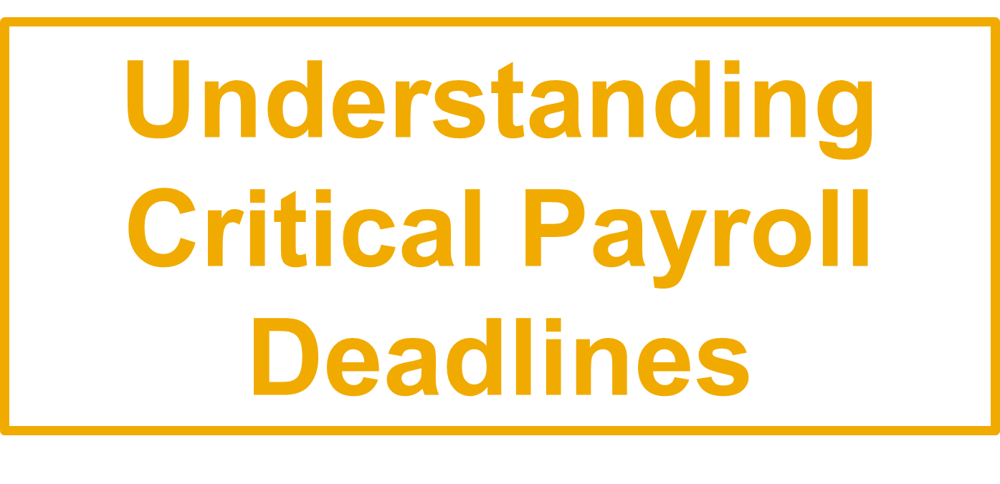 Understanding
Critical Payroll
Deadlines